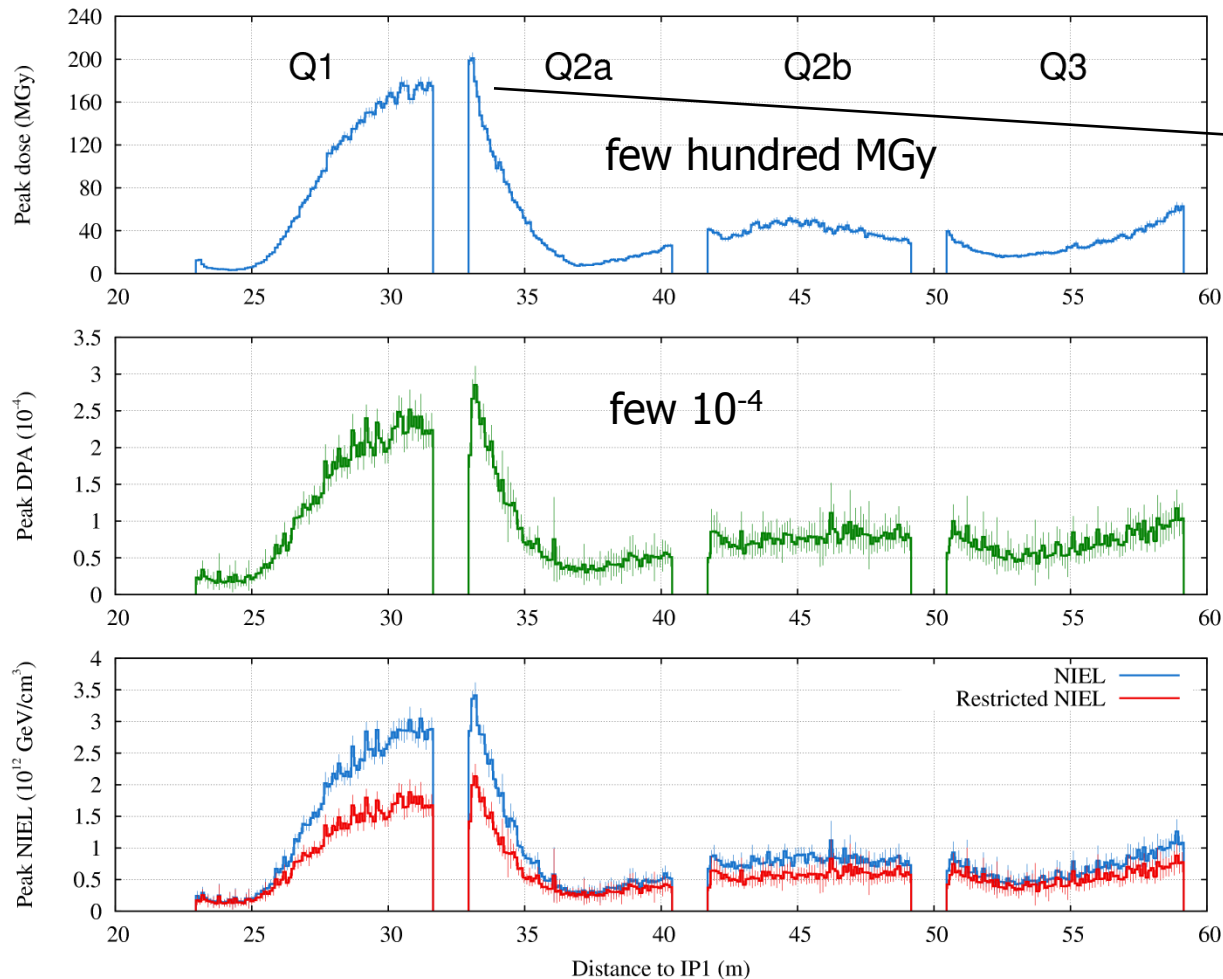 240
200
160
120
80
40
0
Peak dose (MGy)
Q1
Q2a
Q2b
Q3
few hundred MGy
20 25 30 35 40 45 50 55 60
3.5
3
2.5
2
1.5
1
0.5
0
Peak DPA (10⁻⁴)
few 10⁻⁴
20 25 30 35 40 45 50 55 60
4
3.5
3
2.5
2
1.5
1
0.5
0
Peak NIEL (10¹² GeV/cm³)
NIEL
Restricted NIEL
20 25 30 35 40 45 50 55 60
Distance to IP1 (m)